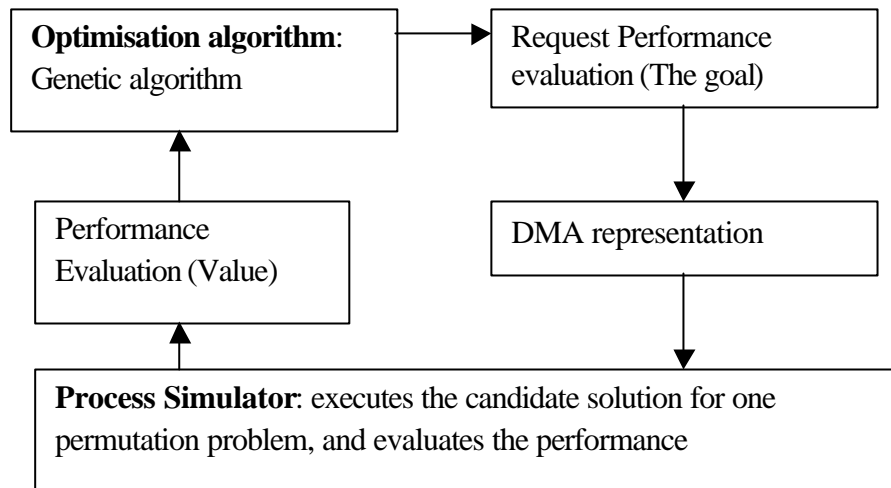 Optimisation algorithm:
Genetic algorithm
Request Performance
evaluation (The goal)
Performance
Evaluation (Value)
DMA representation
Process Simulator: executes the candidate solution for one
permutation problem, and evaluates the performance